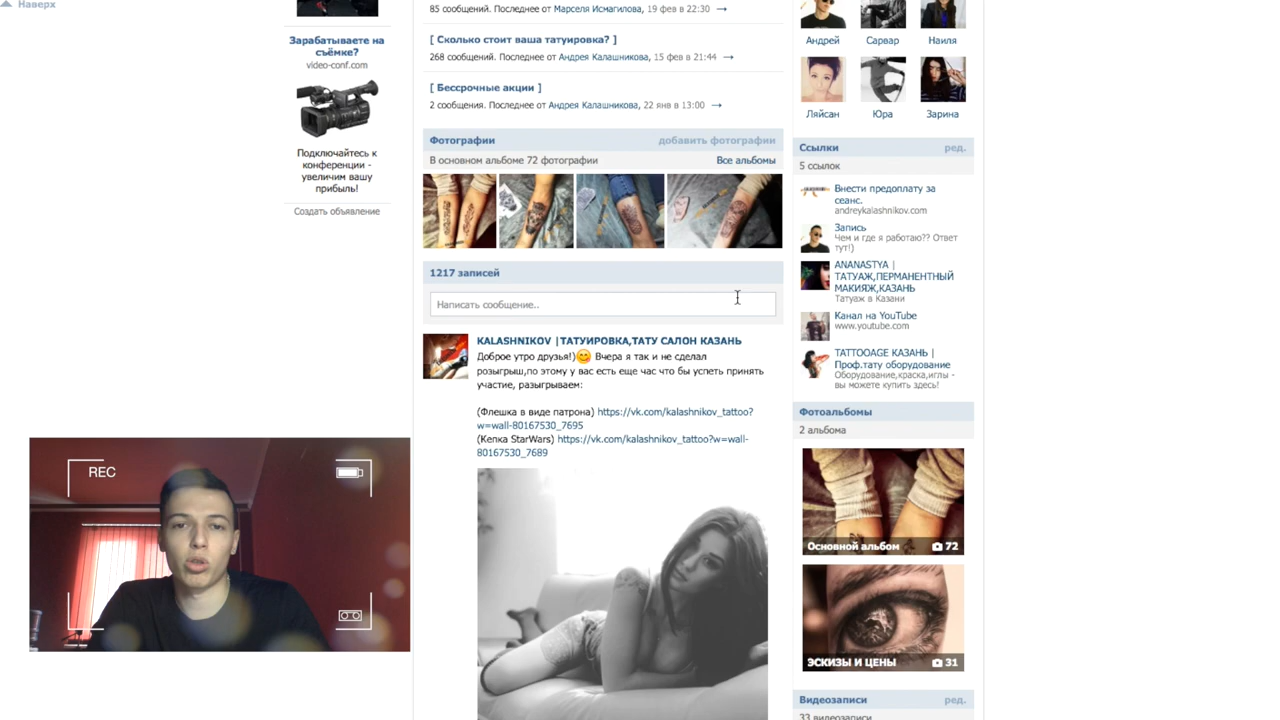 Наверх
Зарабатываете на
съёмке?
video-conf.com
Подключайтесь к
конференции -
увеличим вашу
прибыль!
Создать объявление
REC
85 сообщений. Последнее от Марселя Исмагилова, 19 фев в 22:30 →
[ Сколько стоит ваша татуировка? ]
268 сообщений. Последнее от Андрея Калашникова, 15 фев в 21:44 →
[ Бессрочные акции ]
2 сообщения. Последнее от Андрея Калашникова, 22 янв в 13:00 →
Фотографии добавить фотографии
В основном альбоме 72 фотографии Все альбомы
1217 записей
Написать сообщение..
KALASHNIKOV |ТАТУИРОВКА,ТАТУ САЛОН КАЗАНЬ
Доброе утро друзья!) Вчера я так и не сделал
розыгрыш,по этому у вас есть еще час что бы успеть принять
участие, разыгрываем:
(Флешка в виде патрона) https://vk.com/kalashnikov_tattoo?
w=wall-80167530_7695
(Кепка StarWars) https://vk.com/kalashnikov_tattoo?w=wall-
80167530_7689
Андрей Сарвар Наиля
Ляйсан Юра Зарина
Ссылки ред.
5 ссылок
Внести предоплату за
сеанс.
andreykalashnikov.com
Запись
Чем и где я работаю?? Ответ
тут!)
ANANASTYA |
ТАТУАЖ,ПЕРМАНЕНТНЫЙ
МАКИЯЖ,КАЗАНЬ
Татуаж в Казани
Канал на YouTube
www.youtube.com
TATTOOAGE КАЗАНЬ |
Проф.тату оборудование
Оборудование,краска,иглы -
вы можете купить здесь!
Фотоальбомы
2 альбома
Основной альбом 72
ЭСКИЗЫ И ЦЕНЫ 31
Видеозаписи ред.
33 видеозаписи